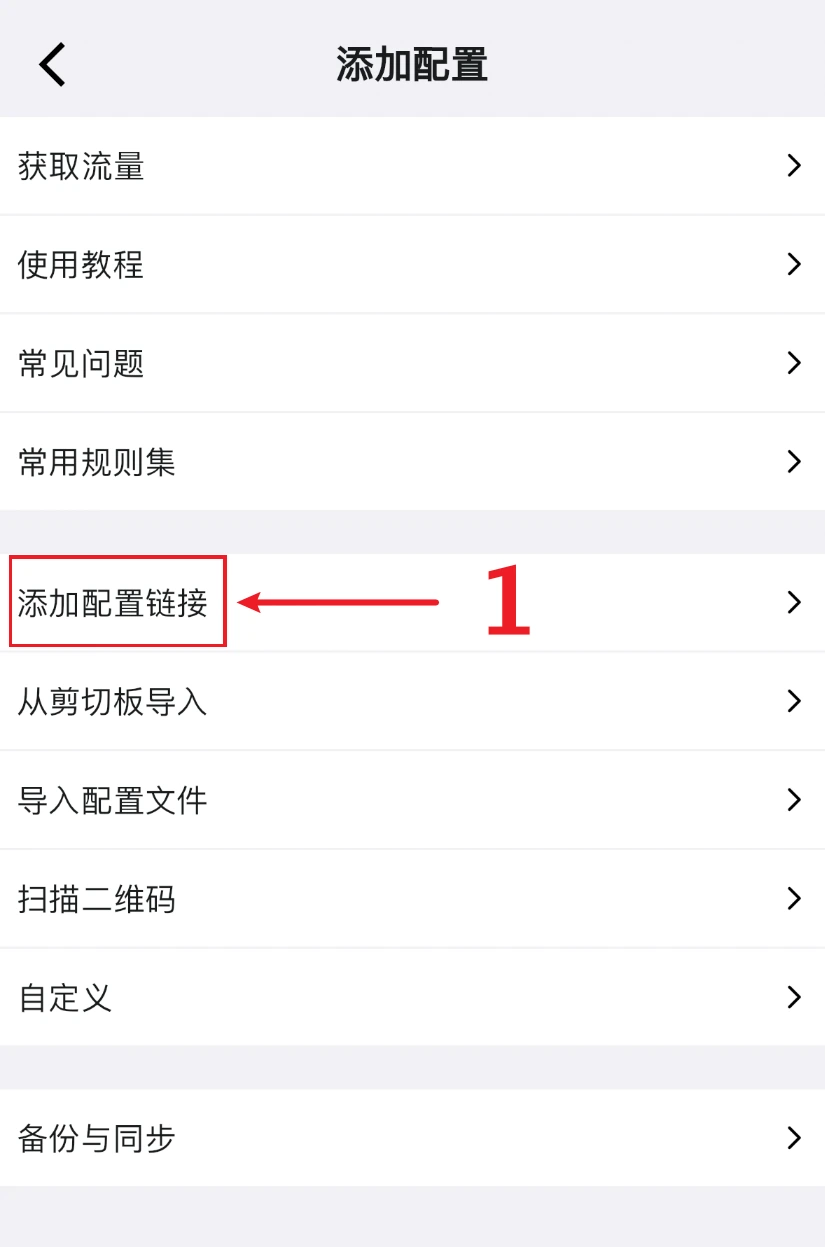 添加配置
获取流量
使用教程
常见问题
常用规则集
添加配置链接
1
从剪切板导入
导入配置文件
扫描二维码
自定义
备份与同步